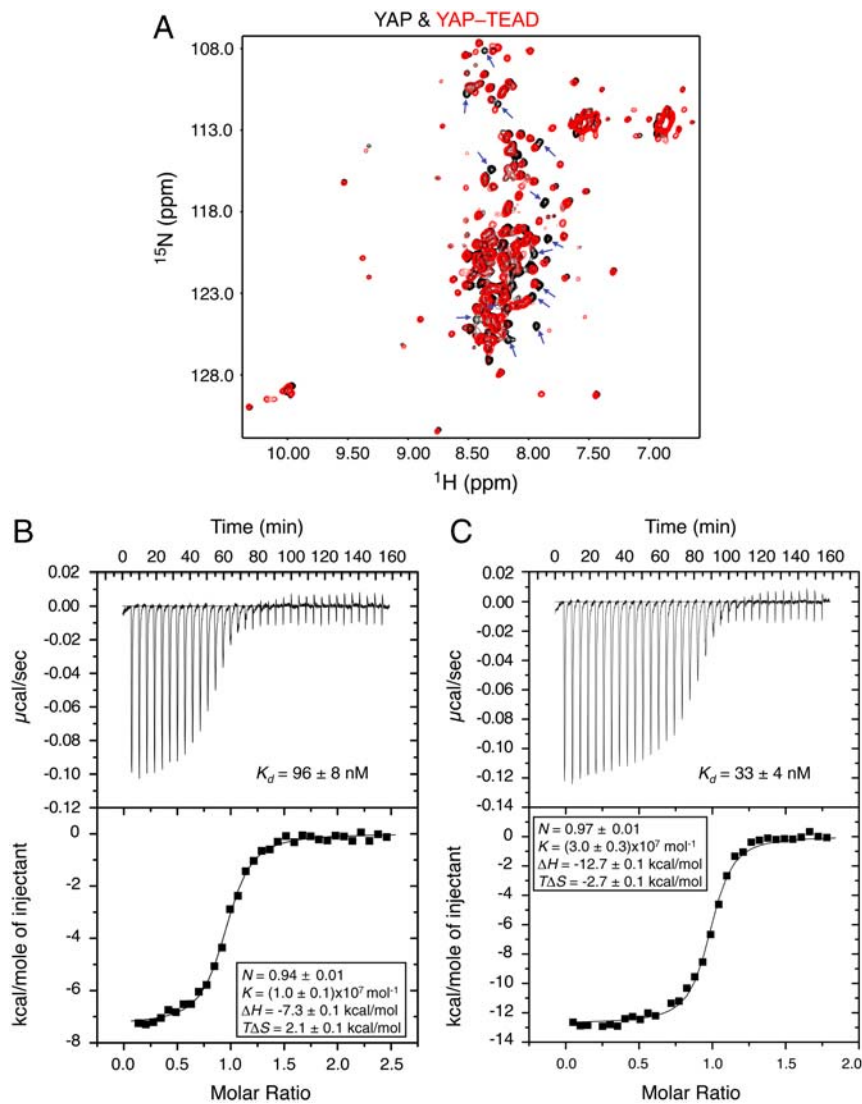 A
YAP & YAP–TEAD
108.0
113.0
118.0
123.0
128.0
¹⁵N (ppm)
10.00 9.50 9.00 8.50 8.00 7.50 7.00
¹H (ppm)
B
Time (min)
0 20 40 60 80 100 120 140 160
0.02
0.00
-0.02
-0.04
-0.06
-0.08
-0.10
-0.12
µcal/sec
Kd = 96 ± 8 nM
0
-2
-4
-6
-8
kcal/mole of injectant
N = 0.94 ± 0.01
K = (1.0 ± 0.1)x10⁷ mol⁻¹
ΔH = -7.3 ± 0.1 kcal/mol
TΔS = 2.1 ± 0.1 kcal/mol
0.0 0.5 1.0 1.5 2.0 2.5
Molar Ratio
C
Time (min)
0 20 40 60 80 100 120 140 160
0.02
0.00
-0.02
-0.04
-0.06
-0.08
-0.10
-0.12
-0.14
µcal/sec
Kd = 33 ± 4 nM
0
-2
-4
-6
-8
-10
-12
-14
kcal/mole of injectant
N = 0.97 ± 0.01
K = (3.0 ± 0.3)x10⁷ mol⁻¹
ΔH = -12.7 ± 0.1 kcal/mol
TΔS = -2.7 ± 0.1 kcal/mol
0.0 0.5 1.0 1.5 2.0
Molar Ratio